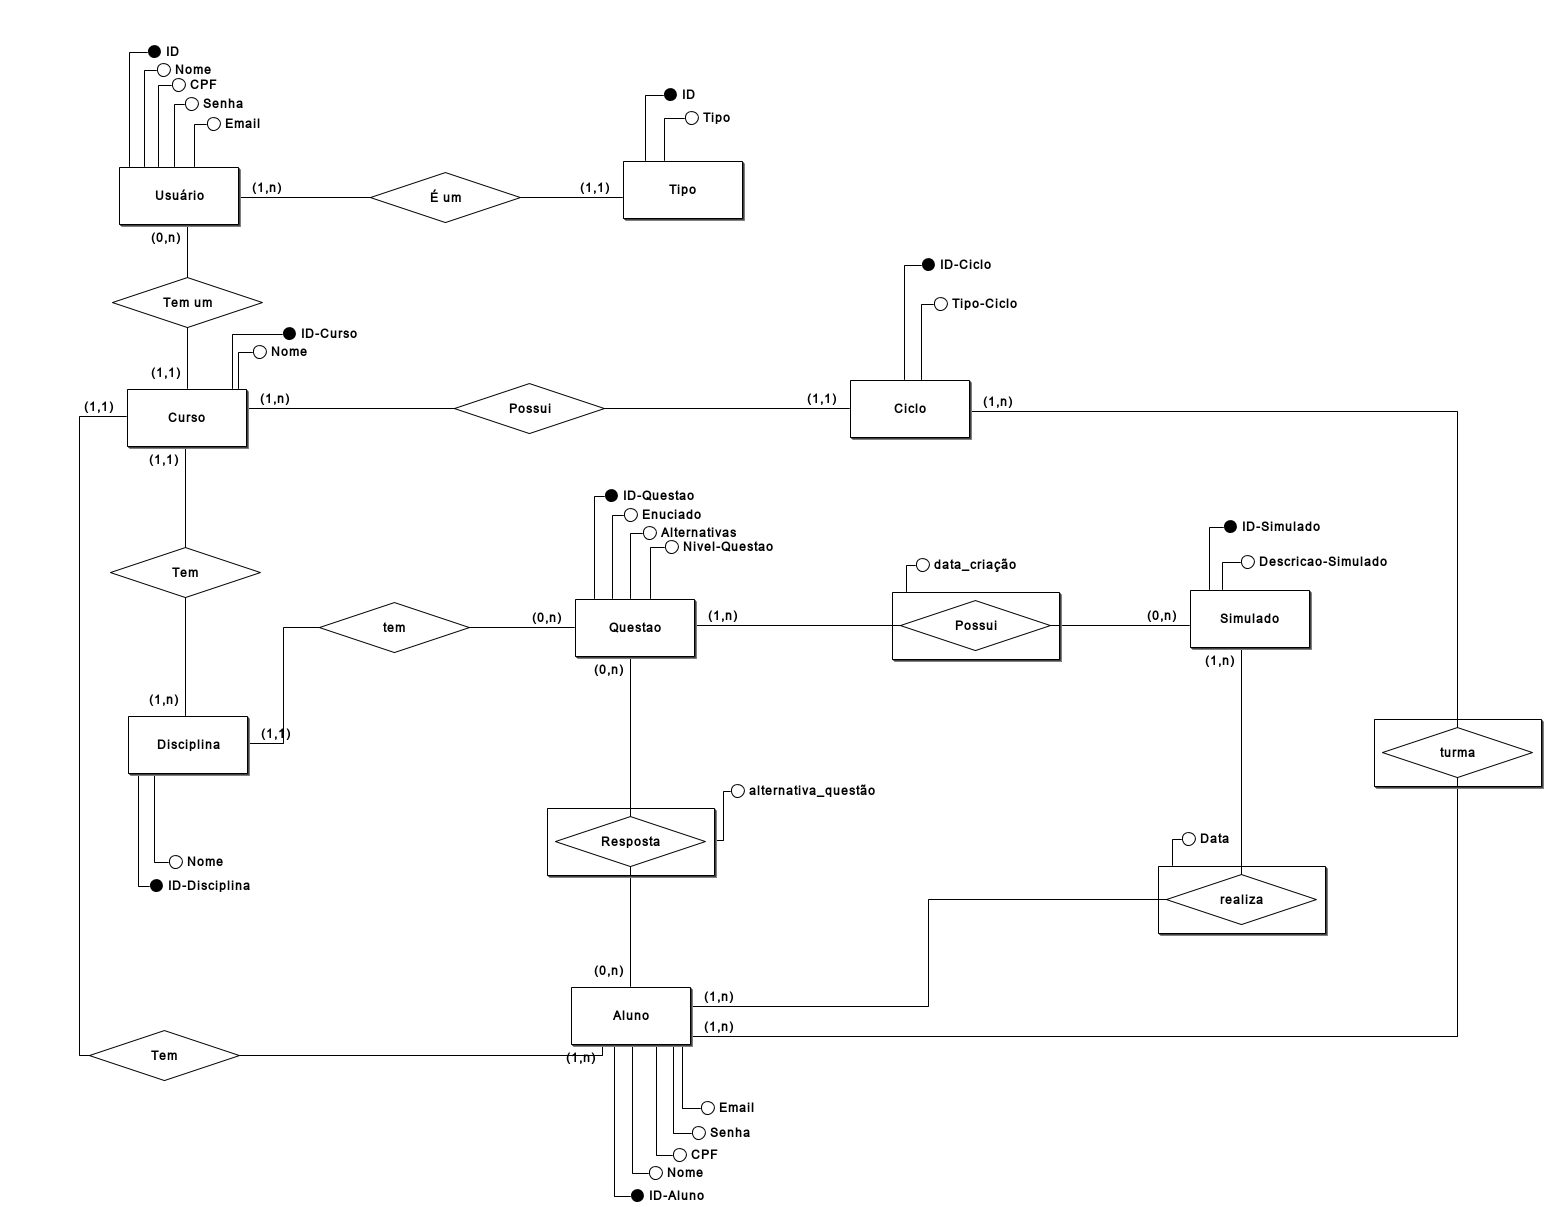 ID
Nome
CPF
Senha
Email
ID
Tipo
Usuário
(1,n)
É um
(1,1)
Tipo
(0,n)
Tem um
(1,1)
ID-Curso
Nome
ID-Ciclo
Tipo-Ciclo
(1,1)
Curso
(1,n)
Possui
(1,1)
Ciclo
(1,n)
(1,1)
Tem
(1,n)
ID-Questao
Enuciado
Alternativas
Nivel-Questao
data_criação
ID-Simulado
Descricao-Simulado
tem
(0,n)
Questao
(1,n)
Possui
(0,n)
Simulado
(0,n)
(1,n)
Disciplina
(1,1)
turma
Nome
ID-Disciplina
alternativa_questão
Resposta
Data
realiza
(0,n)
Aluno
(1,n)
(1,n)
Tem
(1,n)
Email
Senha
CPF
Nome
ID-Aluno